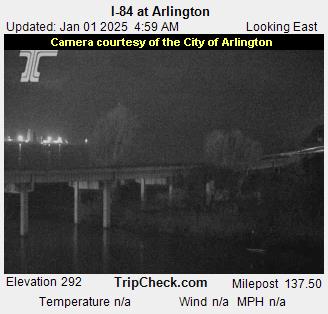 I-84 at Arlington
Updated: Jan 01 2025 4:59 AM Looking East
Camera courtesy of the City of Arlington
Elevation 292 TripCheck.com Milepost 137.50
Temperature n/a Wind n/a MPH n/a